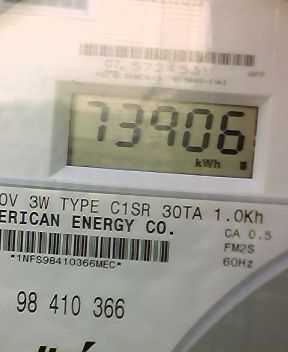 73906
kWh
0V 3W TYPE C1SR 30TA 1.0Kh
ERICAN ENERGY CO.
CA 0.5
FM2S
60Hz
*1NFS98410366MEC*
98 410 366